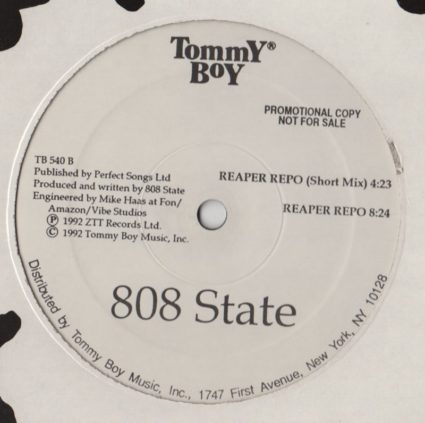 TommY®
BoY
PROMOTIONAL COPY
NOT FOR SALE
TB 540 B
Published by Perfect Songs Ltd
Produced and written by 808 State
Engineered by Mike Haas at Fon/
Amazon/Vibe Studios
℗ 1992 ZTT Records Ltd.
© 1992 Tommy Boy Music, Inc.
REAPER REPO (Short Mix) 4:23
REAPER REPO 8:24
808 State
Distributed by Tommy Boy Music, Inc., 1747 First Avenue, New York, NY 10128